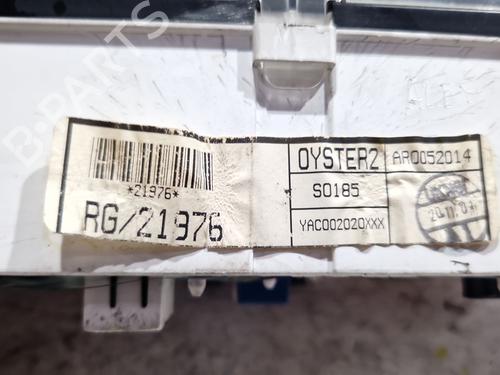 B-PARTS
*21976*
RG/21976
OYSTER2
S0185
YAC002020XXX
AR0052014